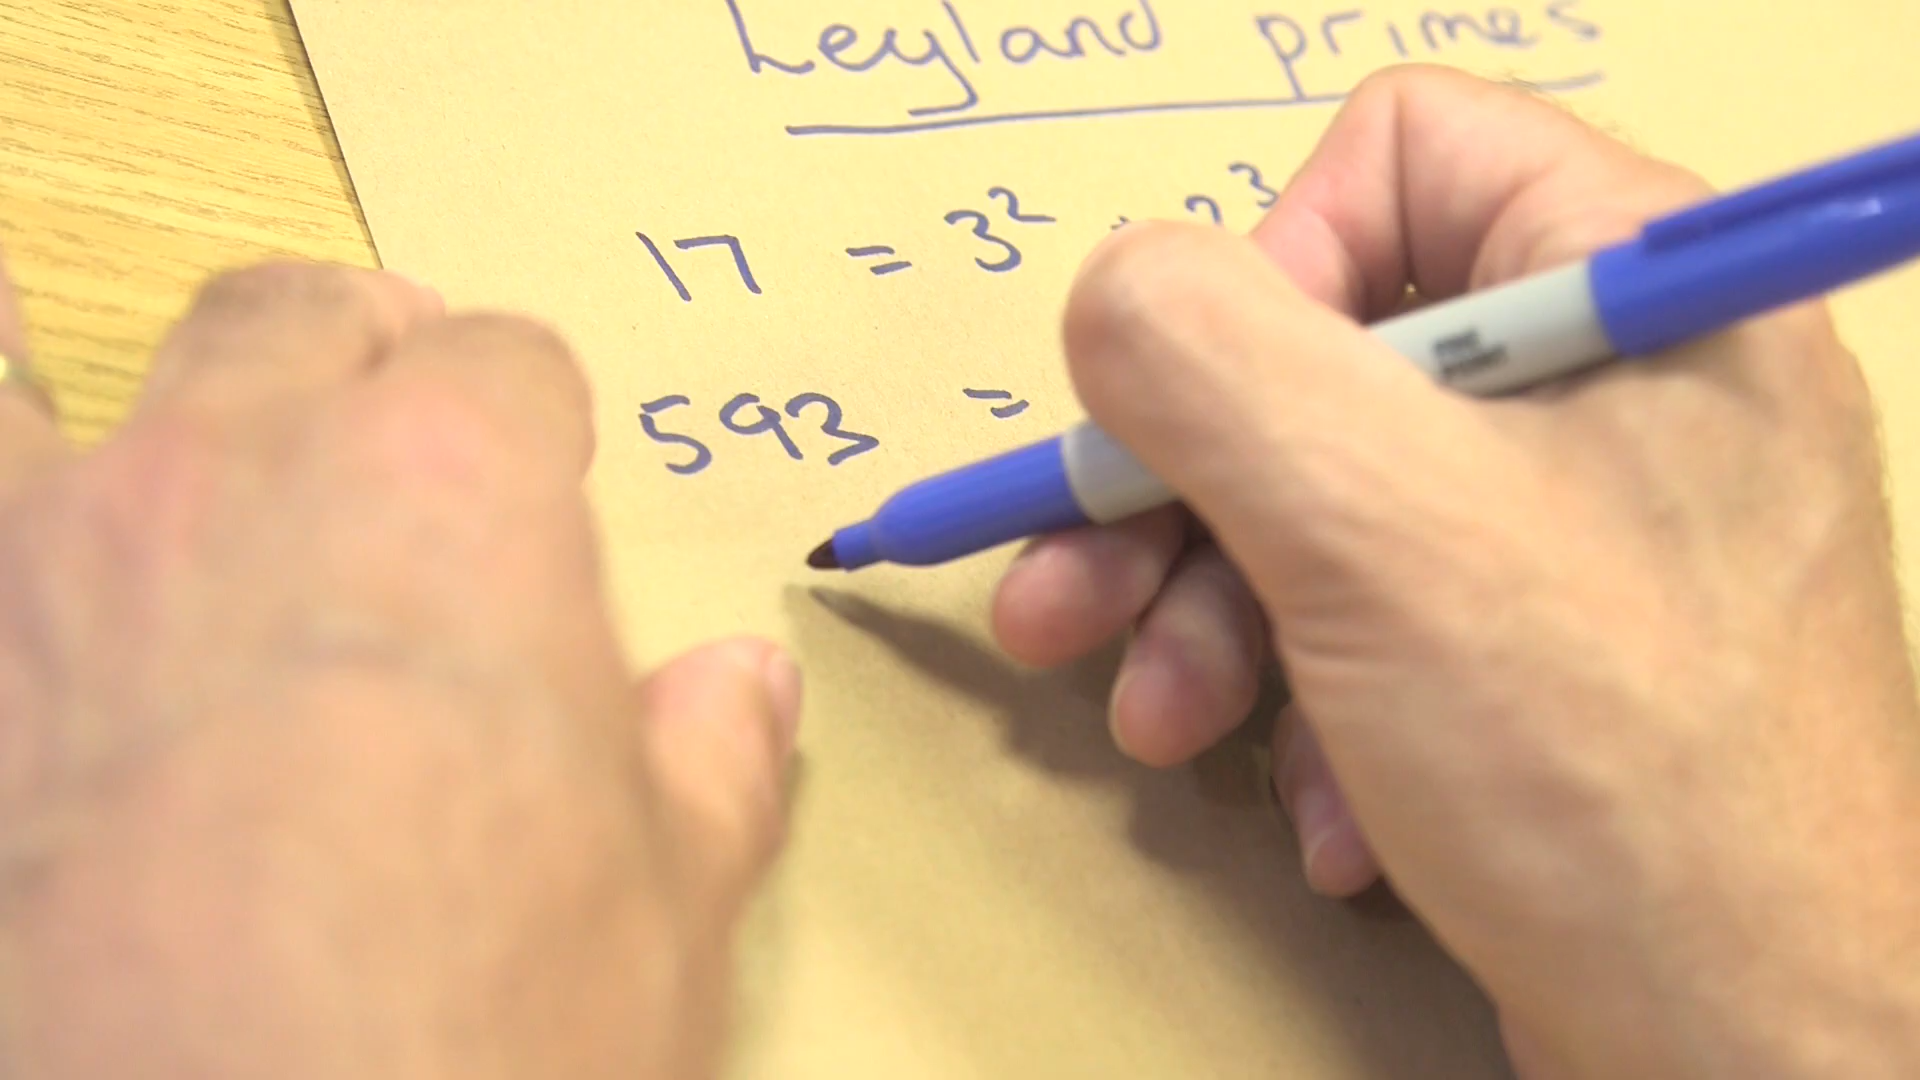 Leyland primes
17 = 3² + 2³
593 =